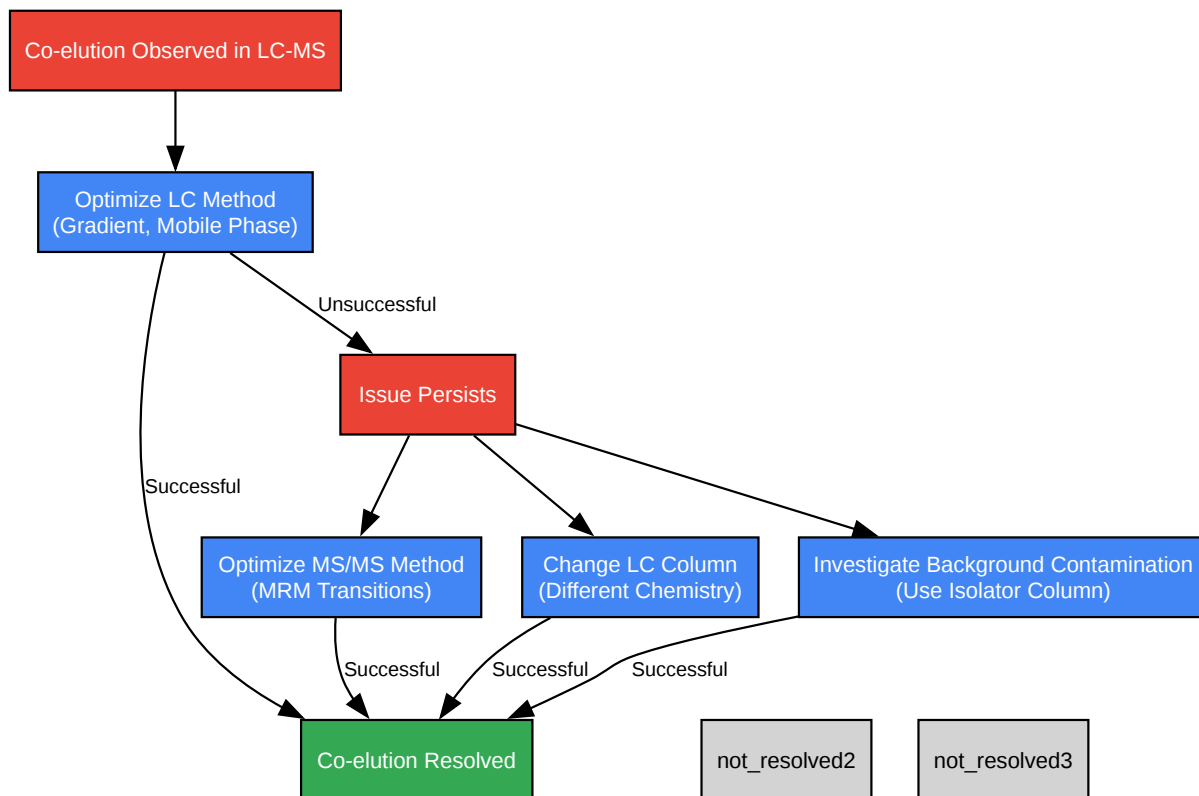 Co-elution Observed in LC-MS
Optimize LC Method
(Gradient, Mobile Phase)
Unsuccessful
Issue Persists
Successful
Optimize MS/MS Method
(MRM Transitions)
Change LC Column
(Different Chemistry)
Investigate Background Contamination
(Use Isolator Column)
Successful
Successful
Successful
Co-elution Resolved
not_resolved2
not_resolved3